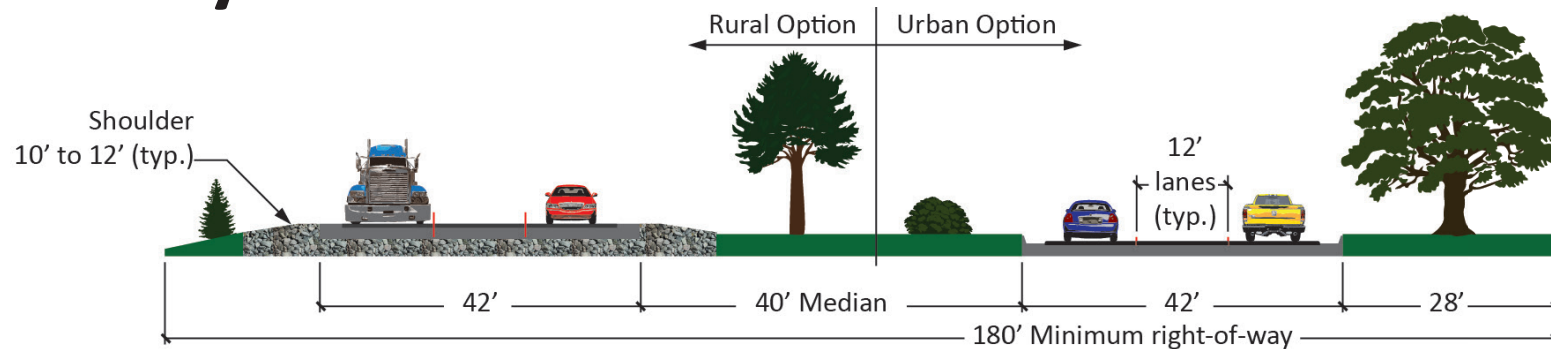 Rural Option
Urban Option
Shoulder
10’ to 12’ (typ.)
12’
lanes
(typ.)
42’
40’ Median
42’
28’
180’ Minimum right-of-way